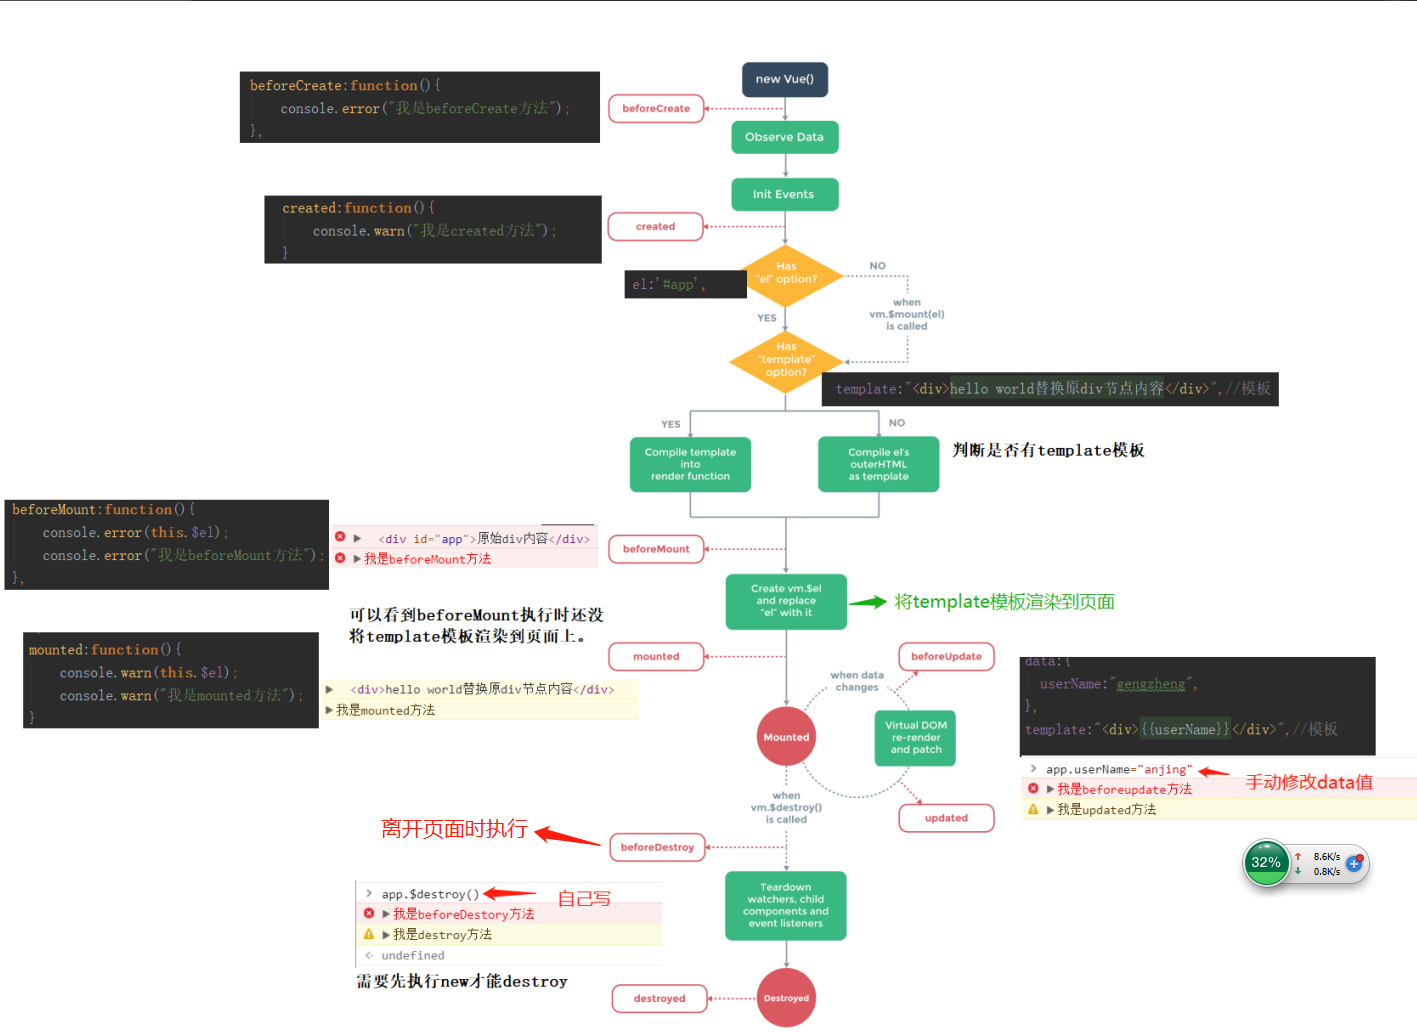 new Vue()
beforeCreate:function(){
console.error("我是beforeCreate方法");
},
beforeCreate
Observe Data
Init Events
created:function(){
console.warn("我是created方法");
}
created
Has
"el" option?
el:'#app',
NO
when
vm.$mount(el)
is called
YES
Has
"template"
option?
template:"<div>hello world替换原div节点内容</div>",//模板
YES
NO
Compile template
into
render function
Compile el's
outerHTML
as template
判断是否有template模板
beforeMount:function(){
console.error(this.$el);
console.error("我是beforeMount方法");
},
<div id="app">原始div内容</div>
我是beforeMount方法
beforeMount
Create vm.$el
and replace
"el" with it
将template模板渲染到页面
可以看到beforeMount执行时还没
将template模板渲染到页面上。
mounted:function(){
console.warn(this.$el);
console.warn("我是mounted方法");
}
<div>hello world替换原div节点内容</div>
我是mounted方法
mounted
beforeUpdate
when data
changes
Mounted
Virtual DOM
re-render
and patch
updated
data:{
userName:"gengzheng",
},
template:"<div>{{userName}}</div>",//模板
app.userName="anjing"
手动修改data值
我是beforeupdate方法
我是updated方法
when
vm.$destroy()
is called
离开页面时执行
beforeDestroy
32%
8.6K/s
0.8K/s
Teardown
watchers, child
components and
event listeners
app.$destroy()
自己写
我是beforeDestory方法
我是destroy方法
undefined
需要先执行new才能destroy
destroyed
Destroyed